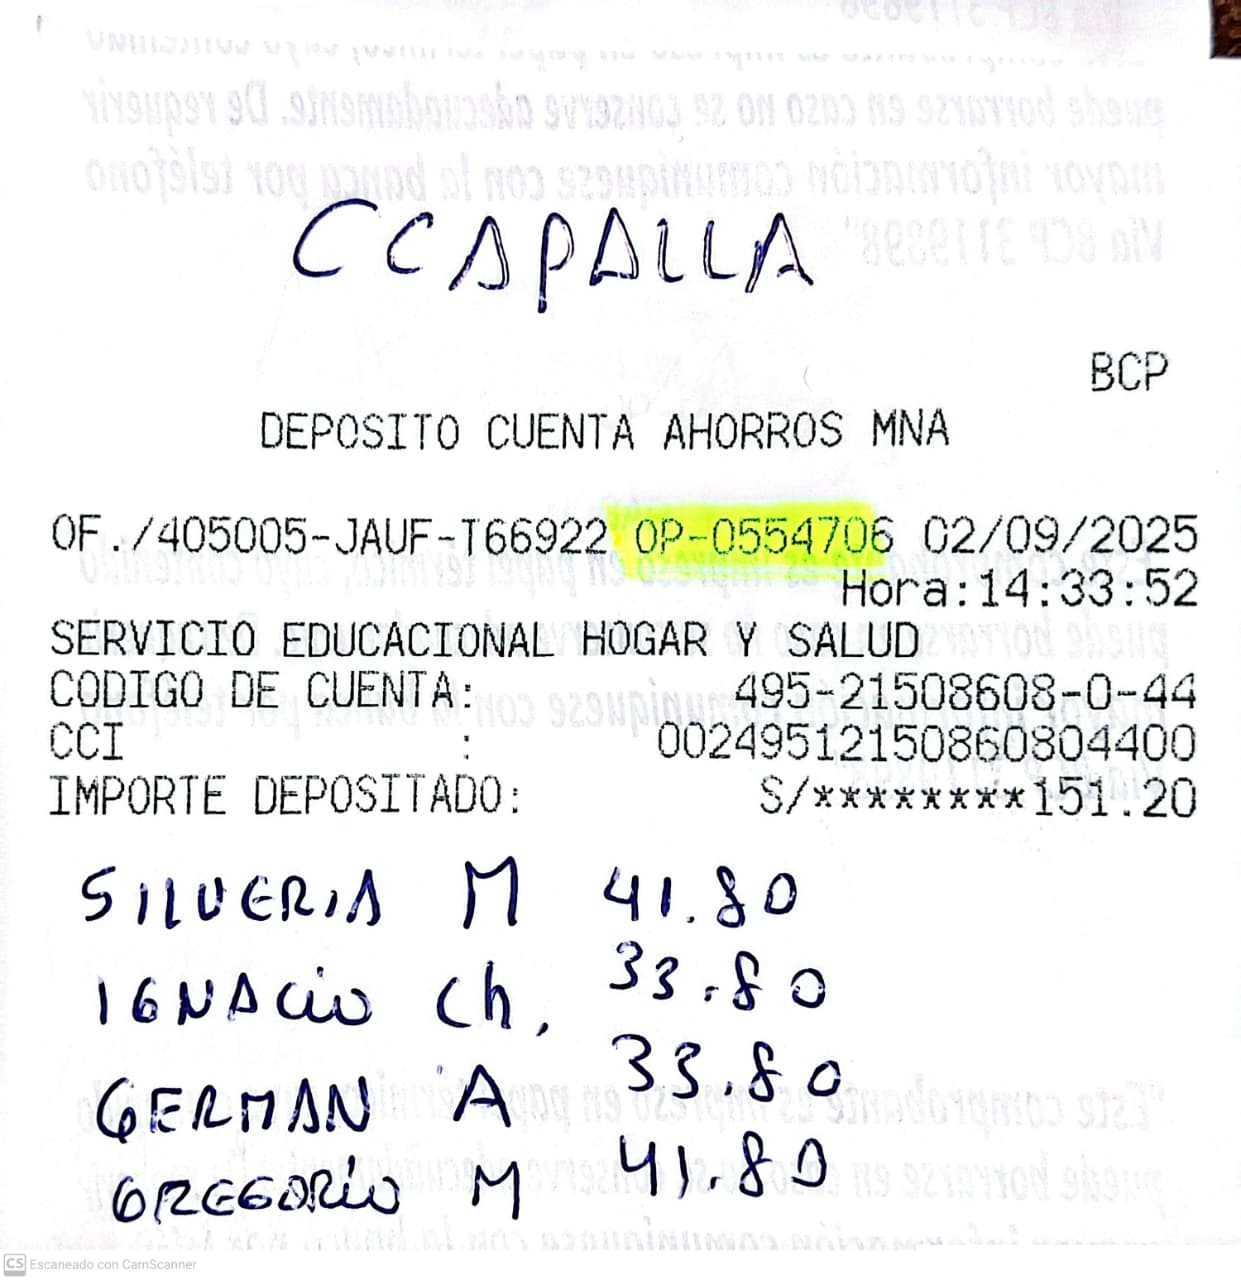 CCAPALLA
BCP
DEPOSITO CUENTA AHORROS MNA
OF./405005-JAUF-T66922 OP-0554706 02/09/2025
Hora:14:33:52
SERVICIO EDUCACIONAL HOGAR Y SALUD
CODIGO DE CUENTA: 495-21508608-0-44
CCI : 00249512150860804400
IMPORTE DEPOSITADO: S/********151.20
SILVERIA M 41.80
IGNACIO Ch, 33.80
GERMAN A 33.80
GREGORIO M 41.80
CS Escaneado con CamScanner